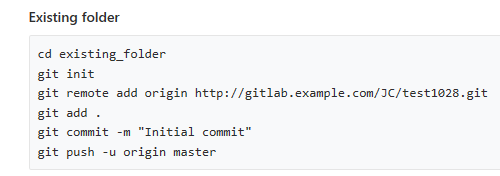 Existing folder
cd existing_folder
git init
git remote add origin http://gitlab.example.com/JC/test1028.git
git add .
git commit -m "Initial commit"
git push -u origin master